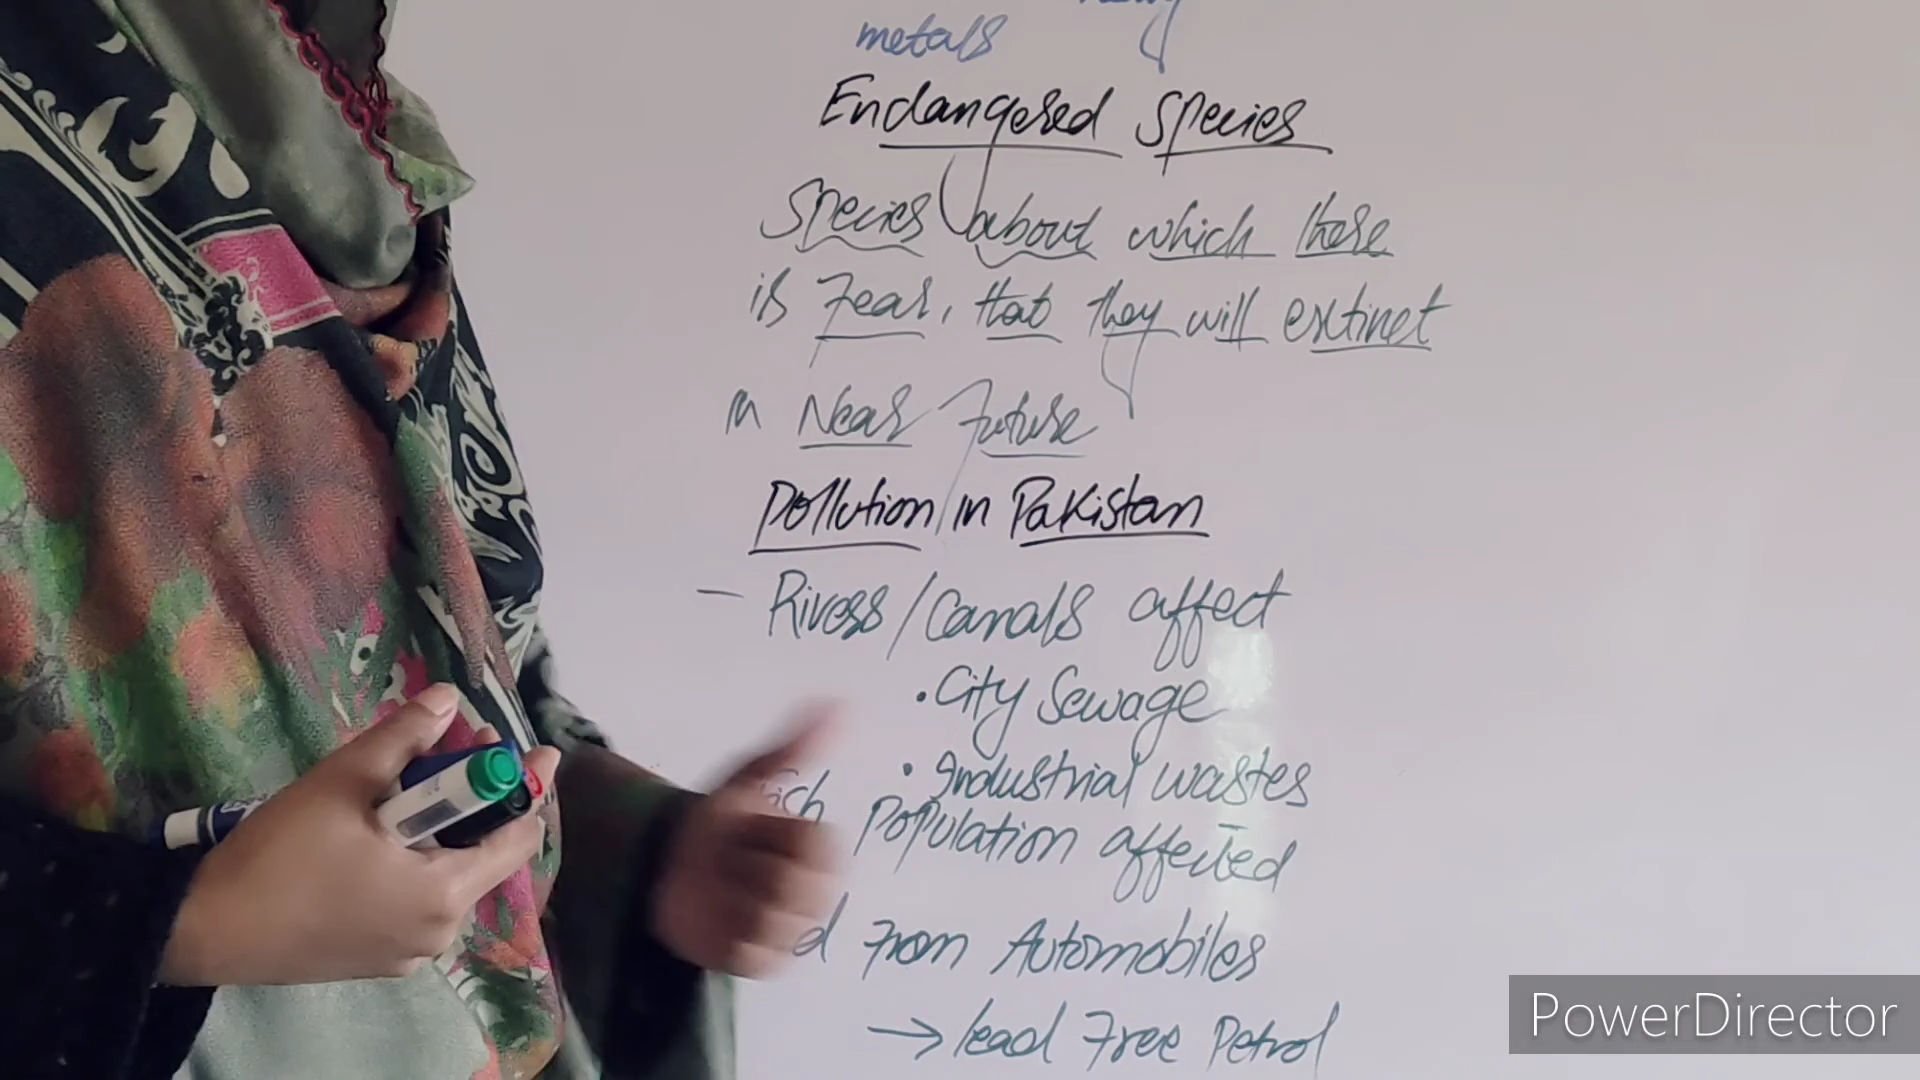 metals
Endangered Species
Species about which there
is Fear, that they will extinct
in Near Future
Pollution in Pakistan
- Rivers/Canals affect
• City Sewage
• Industrial wastes
Population affected
From Automobiles
→ lead Free Petrol
PowerDirector